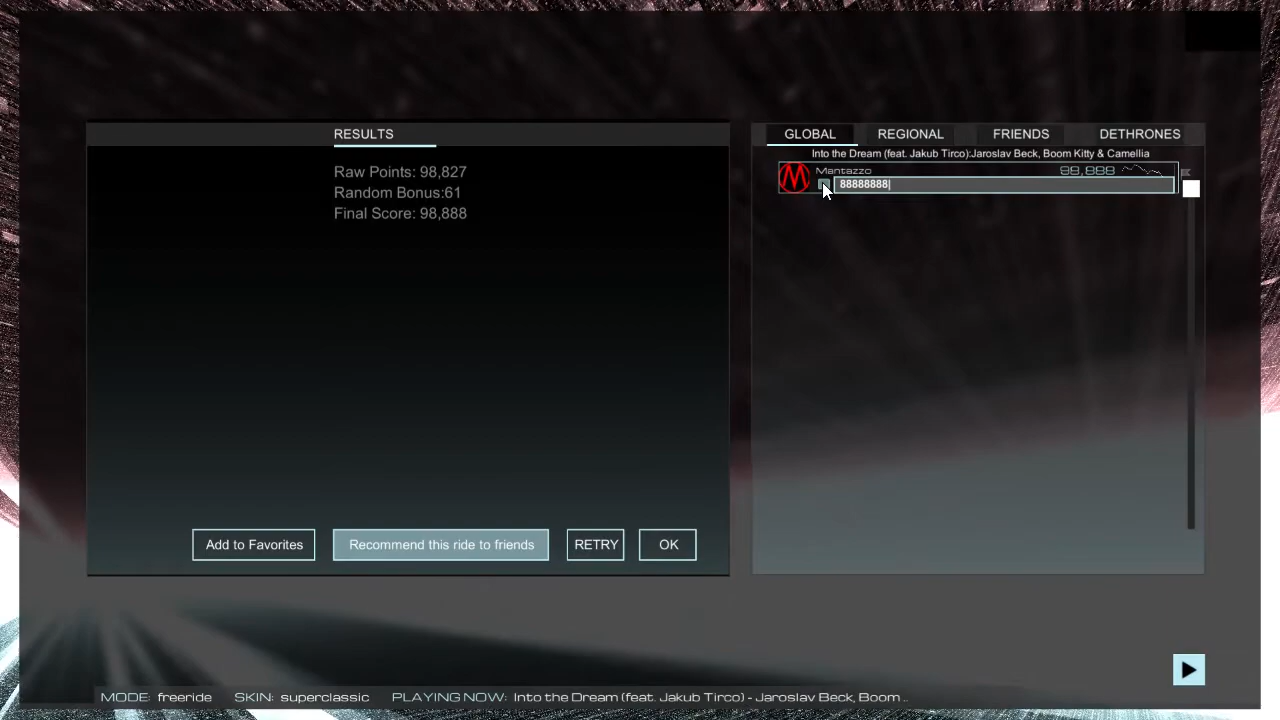 RESULTS
Raw Points: 98,827
Random Bonus:61
Final Score: 98,888
Add to Favorites
Recommend this ride to friends
RETRY
OK
GLOBAL
REGIONAL
FRIENDS
DETHRONES
Into the Dream (feat. Jakub Tirco):Jaroslav Beck, Boom Kitty & Camellia
M
Mantazzo
98,888
88888888
MODE: freeride
SKIN: superclassic
PLAYING NOW: Into the Dream (feat. Jakub Tirco) - Jaroslav Beck, Boom ..